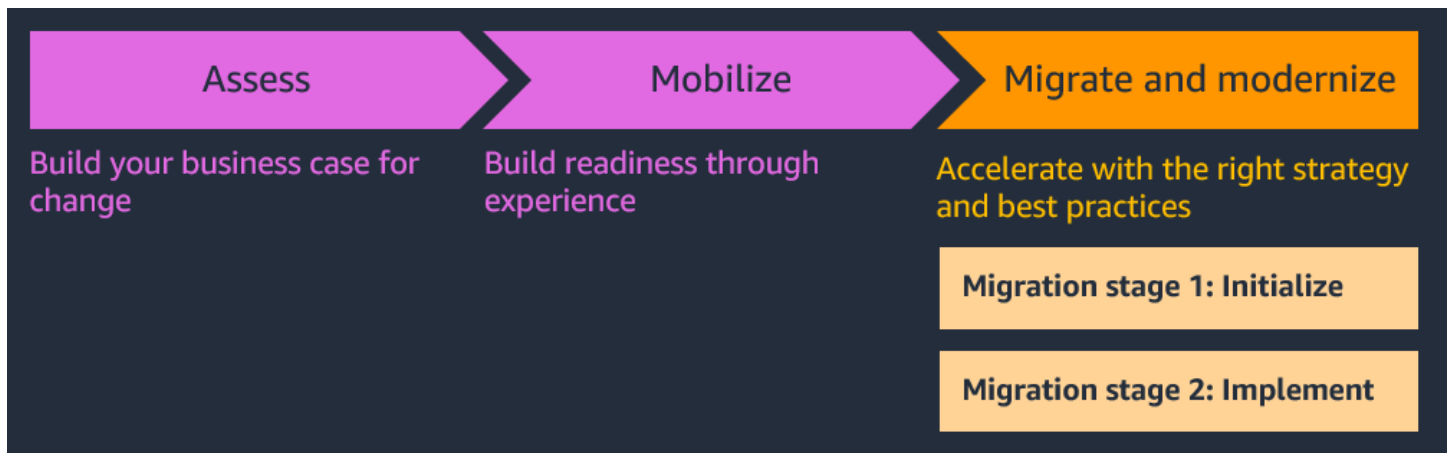 Assess
Mobilize
Migrate and modernize
Build your business case for
change
Build readiness through
experience
Accelerate with the right strategy
and best practices
Migration stage 1: Initialize
Migration stage 2: Implement